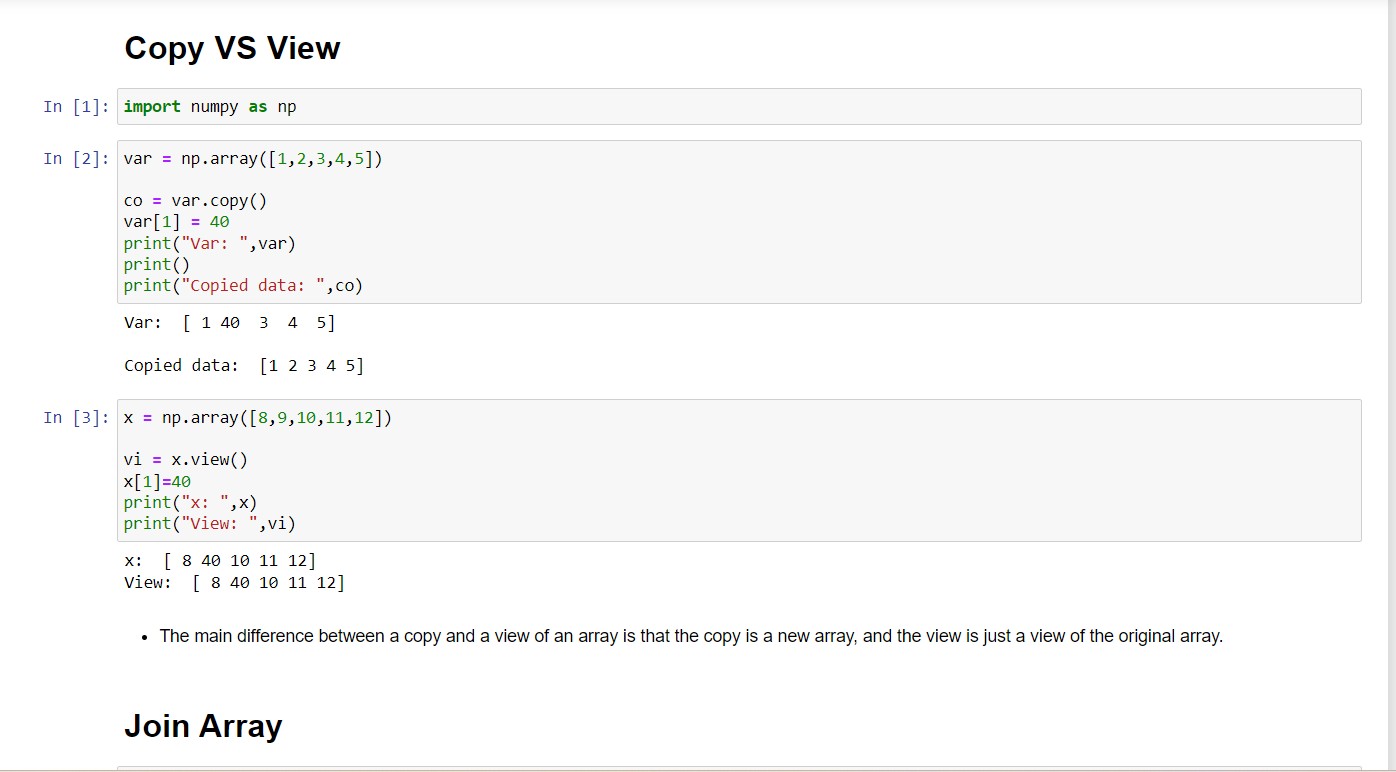 Copy VS View
In [1]: import numpy as np
In [2]: var = np.array([1,2,3,4,5])
co = var.copy()
var[1] = 40
print("Var: ",var)
print()
print("Copied data: ",co)
Var:  [ 1 40  3  4  5]
Copied data:  [1 2 3 4 5]
In [3]: x = np.array([8,9,10,11,12])
vi = x.view()
x[1]=40
print("x: ",x)
print("View: ",vi)
x:  [ 8 40 10 11 12]
View:  [ 8 40 10 11 12]
• The main difference between a copy and a view of an array is that the copy is a new array, and the view is just a view of the original array.
Join Array